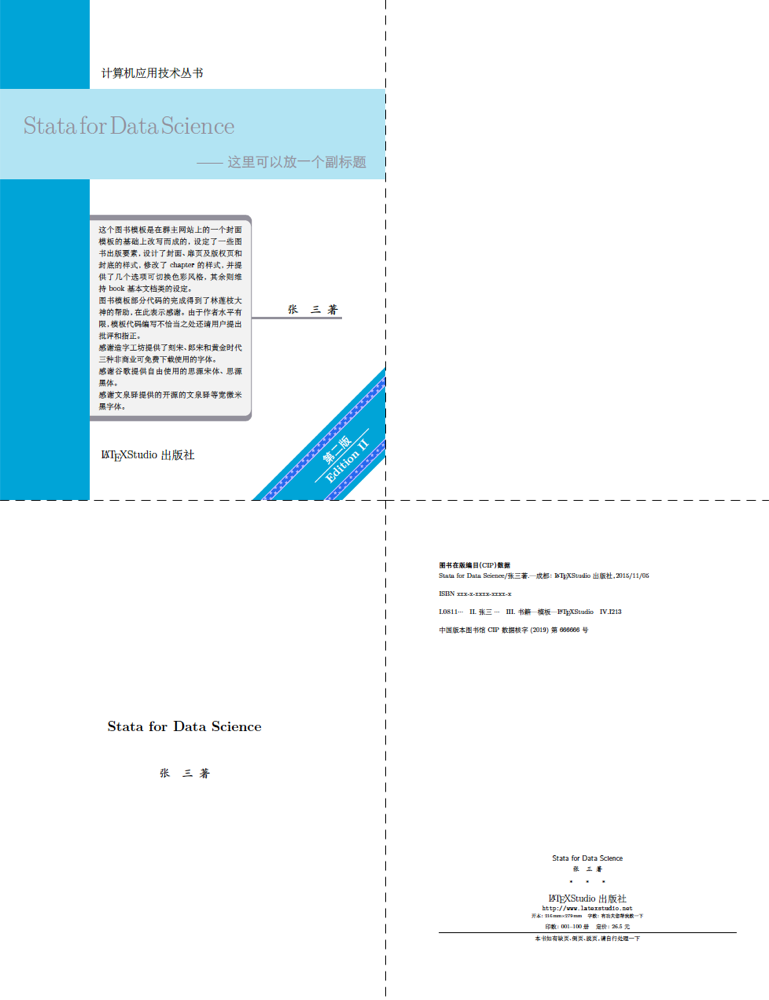 计算机应用技术丛书
Stata for Data Science
—— 这里可以放一个副标题
这个图书模板是在群主网站上的一个封面
模板的基础上改写而成的，设定了一些图
书出版要素，设计了封面、扉页及版权页和
封底的样式，修改了 chapter 的样式，并提
供了几个选项可切换色彩风格，其余则维
持 book 基本文档类的设定。
图书模板部分代码的完成得到了林莲枝大
神的帮助，在此表示感谢。由于作者水平有
限，模板代码编写不恰当之处还请用户提出
批评和指正。
感谢造字工坊提供了刻宋、郎宋和黄金时代
三种非商业可免费下载使用的字体。
感谢谷歌提供自由使用的思源宋体、思源
黑体。
感谢文泉驿提供的开源的文泉驿等宽微米
黑字体。
张 三 著
第二版
Edition II
LATEXStudio 出版社
Stata for Data Science
张 三 著
图书在版编目(CIP)数据
Stata for Data Science/张三著.—成都：LATEXStudio 出版社，2015/11/05
ISBN xxx-x-xxxx-xxxx-x
I.0811… II. 张三 — III. 书籍—模板—LATEXStudio IV.I213
中国版本图书馆 CIP 数据核字 (2019) 第 666666 号
Stata for Data Science
张 三 著
* * *
LATEXStudio 出版社
http://www.latexstudio.net
印数：001–100 册 定价：26.5 元
本书如有缺页、倒页、脱页，请自行处理一下